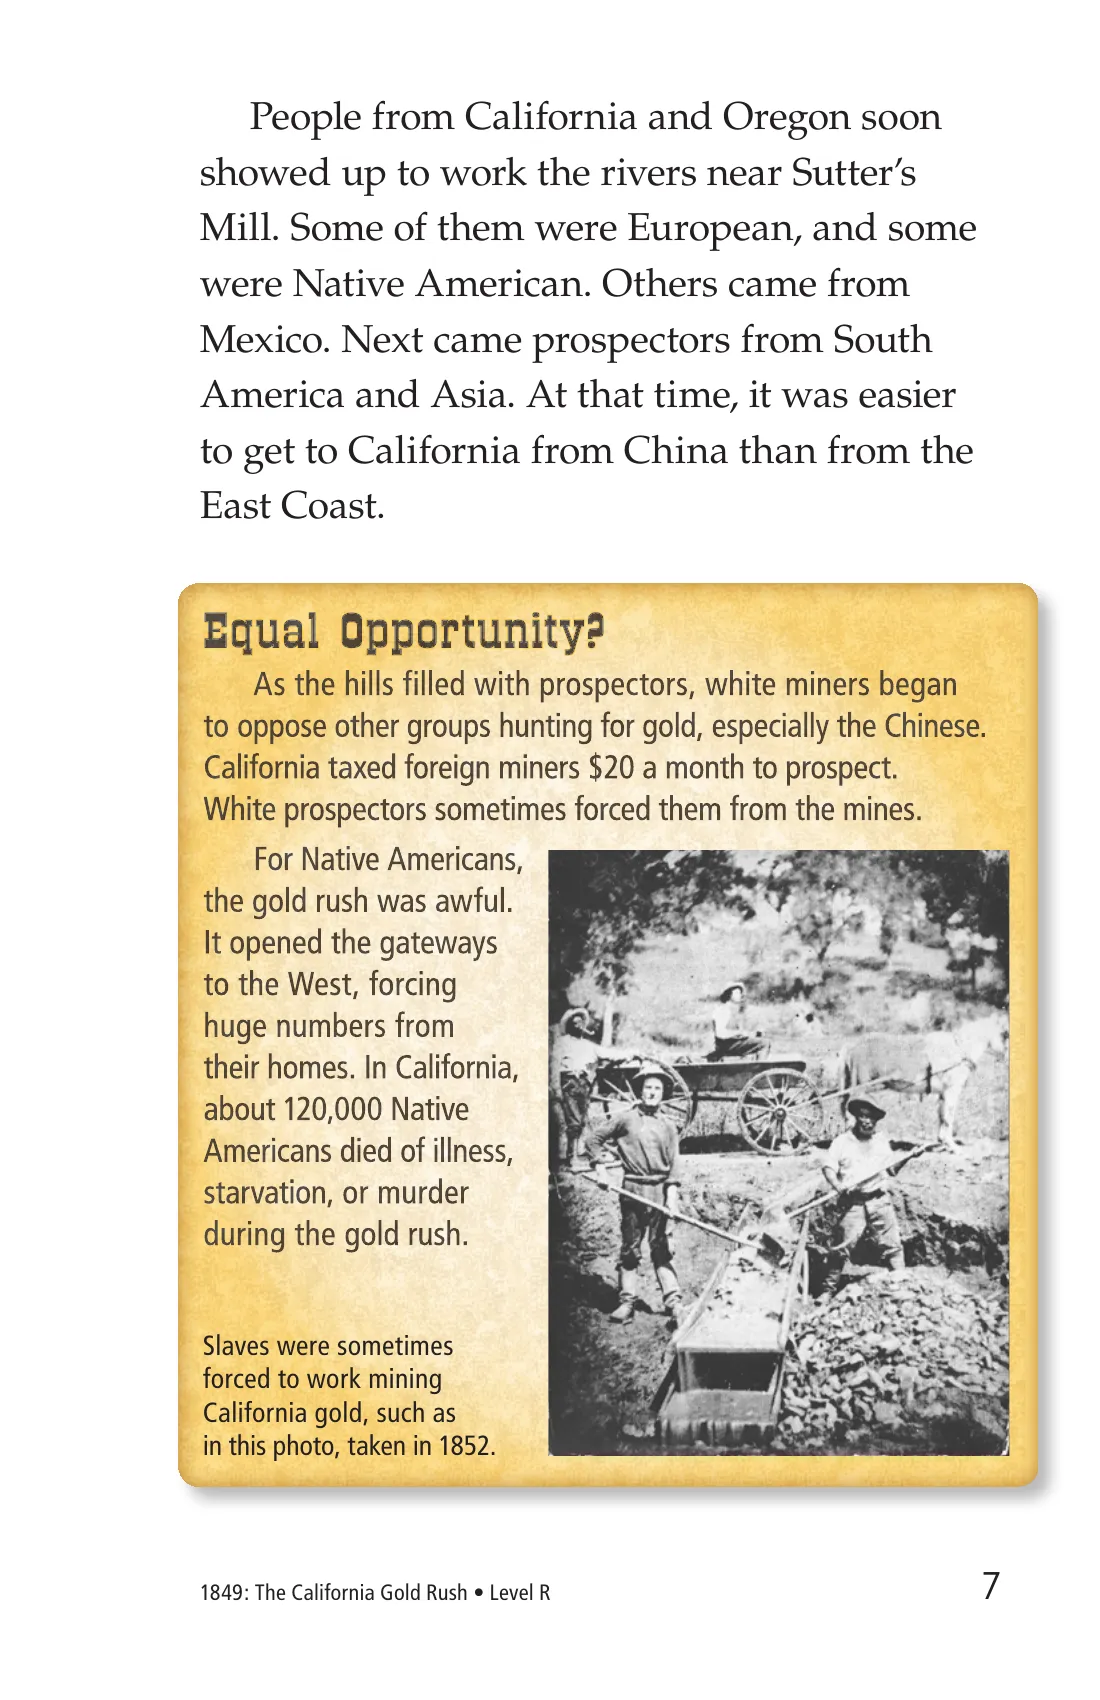 People from California and Oregon soon
showed up to work the rivers near Sutter’s
Mill. Some of them were European, and some
were Native American. Others came from
Mexico. Next came prospectors from South
America and Asia. At that time, it was easier
to get to California from China than from the
East Coast.
Equal Opportunity?
As the hills filled with prospectors, white miners began
to oppose other groups hunting for gold, especially the Chinese.
California taxed foreign miners $20 a month to prospect.
White prospectors sometimes forced them from the mines.
For Native Americans,
the gold rush was awful.
It opened the gateways
to the West, forcing
huge numbers from
their homes. In California,
about 120,000 Native
Americans died of illness,
starvation, or murder
during the gold rush.
Slaves were sometimes
forced to work mining
California gold, such as
in this photo, taken in 1852.
1849: The California Gold Rush • Level R
7